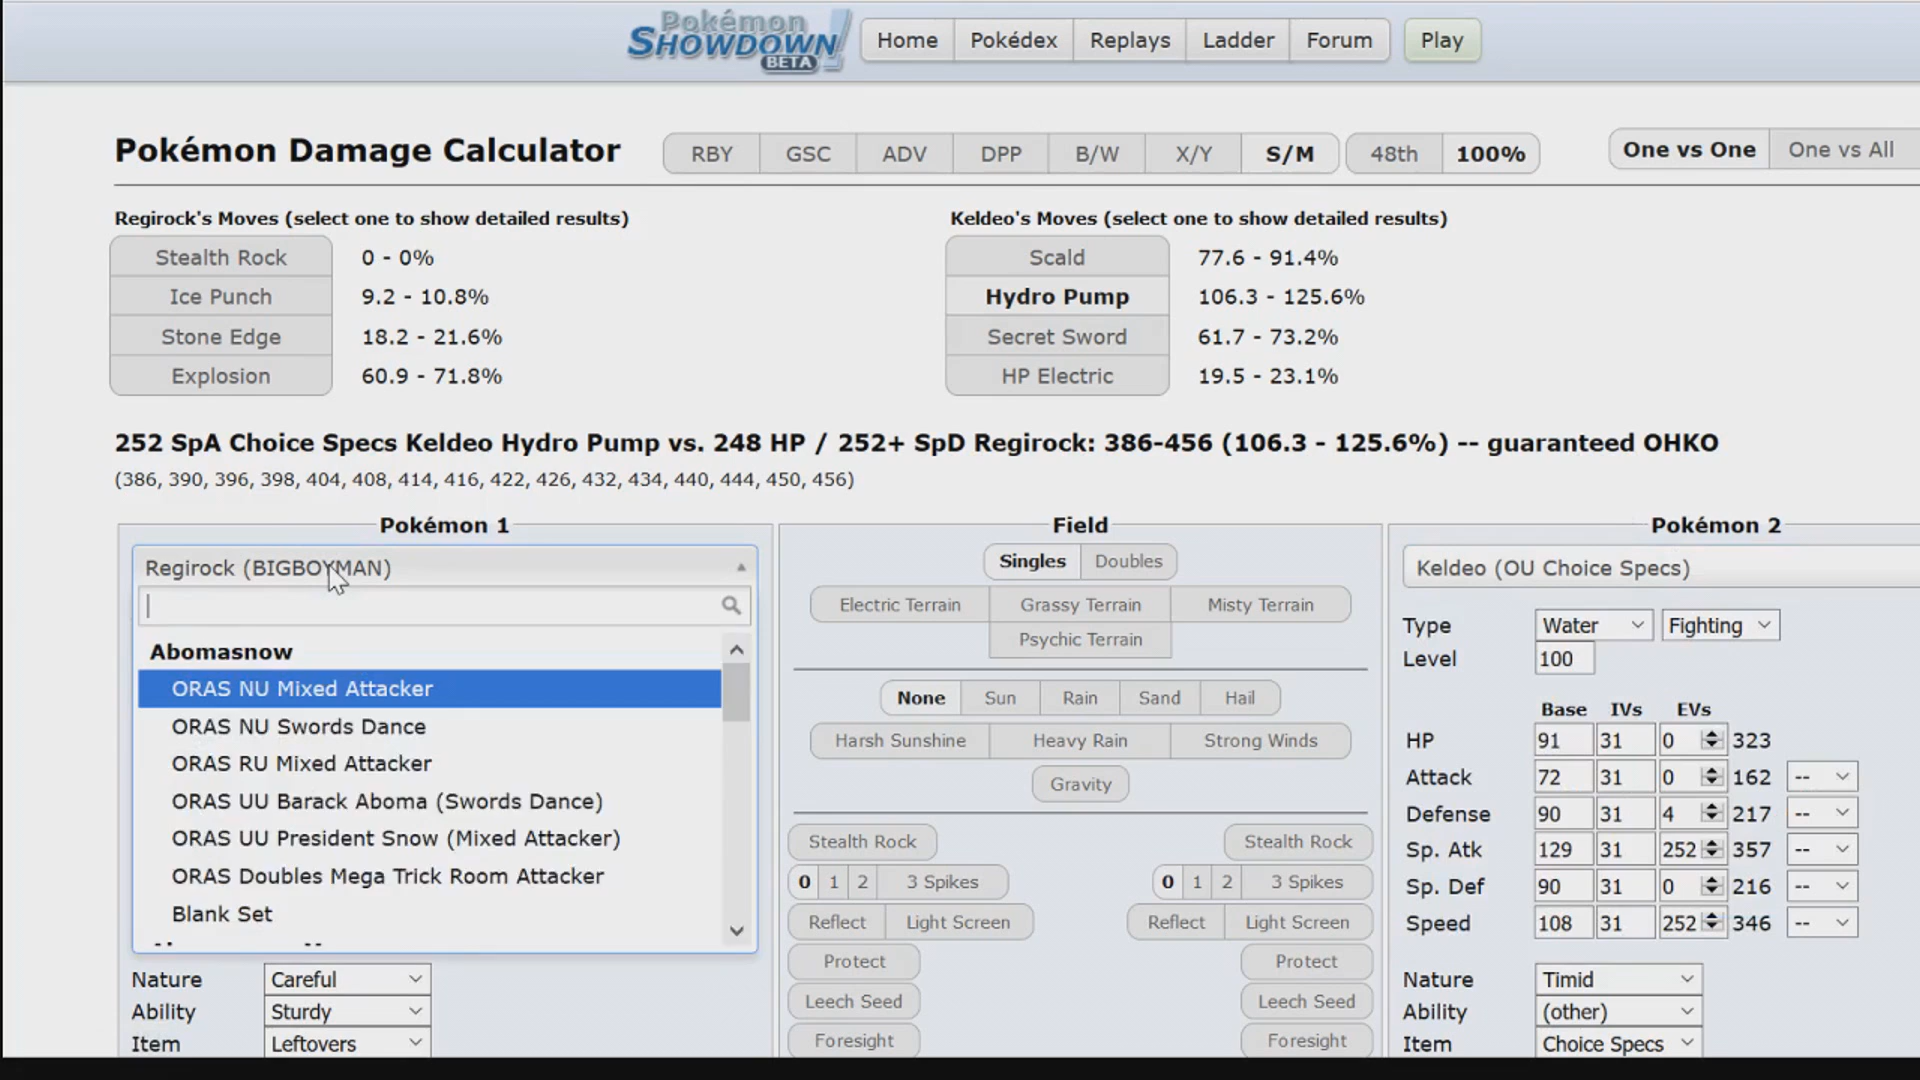 Pokémon SHOWDOWN! BETA
Home Pokédex Replays Ladder Forum Play
Pokémon Damage Calculator RBY GSC ADV DPP B/W X/Y S/M 48th 100% One vs One One vs All
Regirock's Moves (select one to show detailed results)
Stealth Rock 0 - 0%
Ice Punch 9.2 - 10.8%
Stone Edge 18.2 - 21.6%
Explosion 60.9 - 71.8%
Keldeo's Moves (select one to show detailed results)
Scald 77.6 - 91.4%
Hydro Pump 106.3 - 125.6%
Secret Sword 61.7 - 73.2%
HP Electric 19.5 - 23.1%
252 SpA Choice Specs Keldeo Hydro Pump vs. 248 HP / 252+ SpD Regirock: 386-456 (106.3 - 125.6%) -- guaranteed OHKO
(386, 390, 396, 398, 404, 408, 414, 416, 422, 426, 432, 434, 440, 444, 450, 456)
Pokémon 1
Regirock (BIGBOYMAN)
Abomasnow
ORAS NU Mixed Attacker
ORAS NU Swords Dance
ORAS RU Mixed Attacker
ORAS UU Barack Aboma (Swords Dance)
ORAS UU President Snow (Mixed Attacker)
ORAS Doubles Mega Trick Room Attacker
Blank Set
Nature Careful
Ability Sturdy
Item Leftovers
Field
Singles Doubles
Electric Terrain Grassy Terrain Misty Terrain
Psychic Terrain
None Sun Rain Sand Hail
Harsh Sunshine Heavy Rain Strong Winds
Gravity
Stealth Rock Stealth Rock
0 1 2 3 Spikes 0 1 2 3 Spikes
Reflect Light Screen Reflect Light Screen
Protect Protect
Leech Seed Leech Seed
Foresight Foresight
Pokémon 2
Keldeo (OU Choice Specs)
Type Water Fighting
Level 100
Base IVs EVs
HP 91 31 0 323
Attack 72 31 0 162 --
Defense 90 31 4 217 --
Sp. Atk 129 31 252 357 --
Sp. Def 90 31 0 216 --
Speed 108 31 252 346 --
Nature Timid
Ability (other)
Item Choice Specs